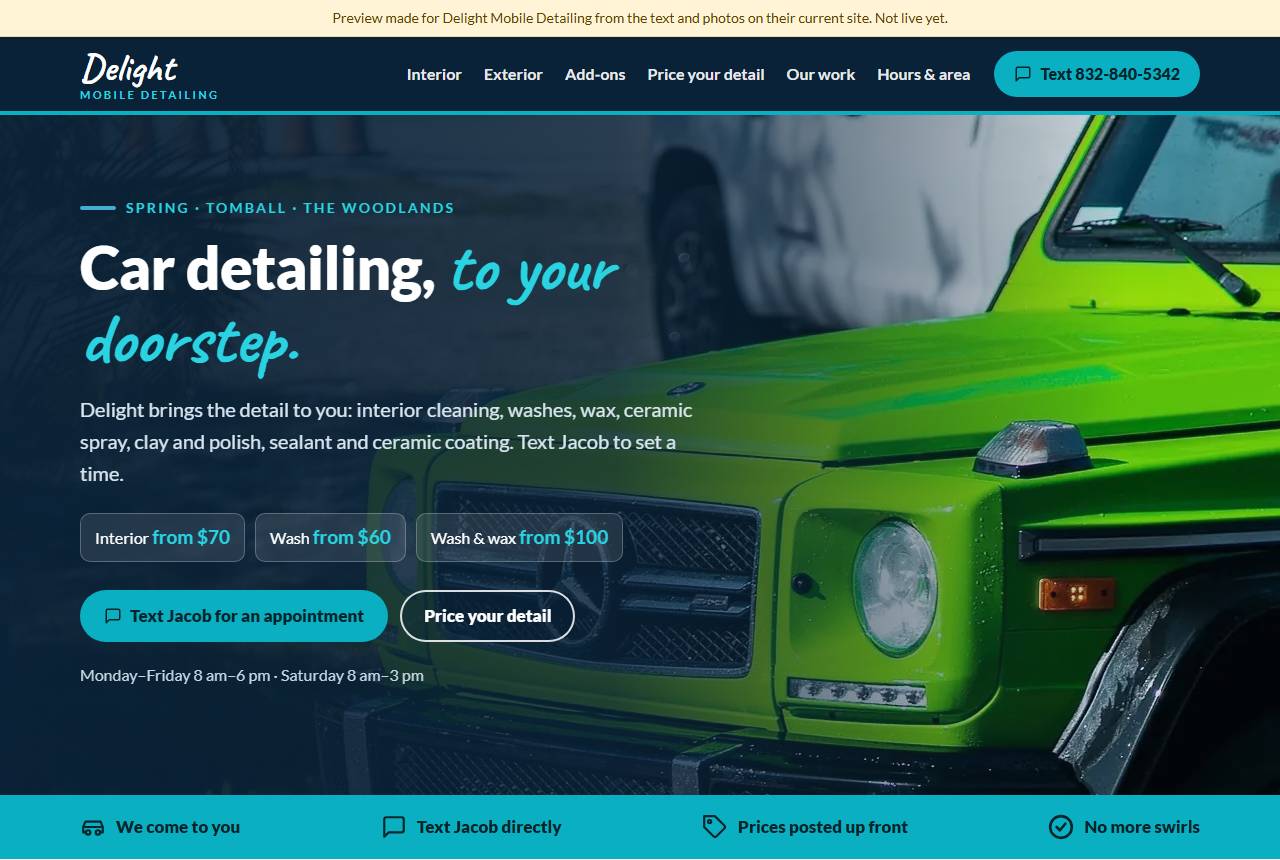 Preview made for Delight Mobile Detailing from the text and photos on their current site. Not live yet.
Delight
MOBILE DETAILING
Interior
Exterior
Add-ons
Price your detail
Our work
Hours & area
Text 832-840-5342
SPRING · TOMBALL · THE WOODLANDS
Car detailing, to your
doorstep.
Delight brings the detail to you: interior cleaning, washes, wax, ceramic
spray, clay and polish, sealant and ceramic coating. Text Jacob to set a
time.
Interior from $70
Wash from $60
Wash & wax from $100
Text Jacob for an appointment
Price your detail
Monday–Friday 8 am–6 pm · Saturday 8 am–3 pm
We come to you
Text Jacob directly
Prices posted up front
No more swirls